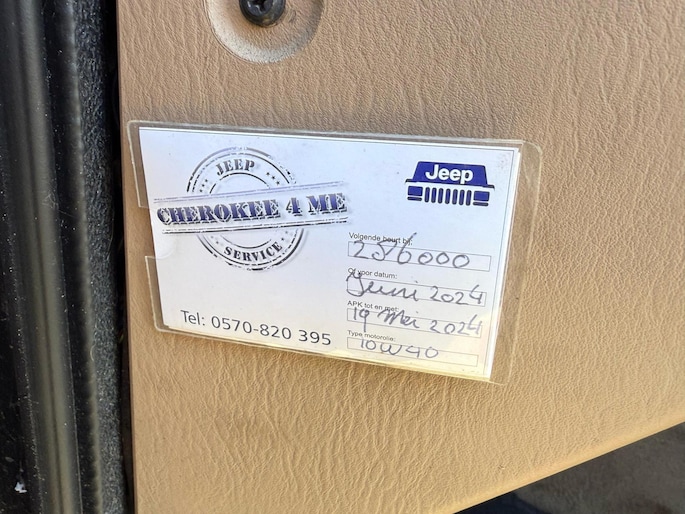 JEEP
CHEROKEE 4 ME
SERVICE
Tel: 0570-820 395
Jeep
Volgende beurt bij:
256000
Of voor datum:
Juni 2024
APK tot en met:
19 Mei 2024
Type motorolie:
10W40